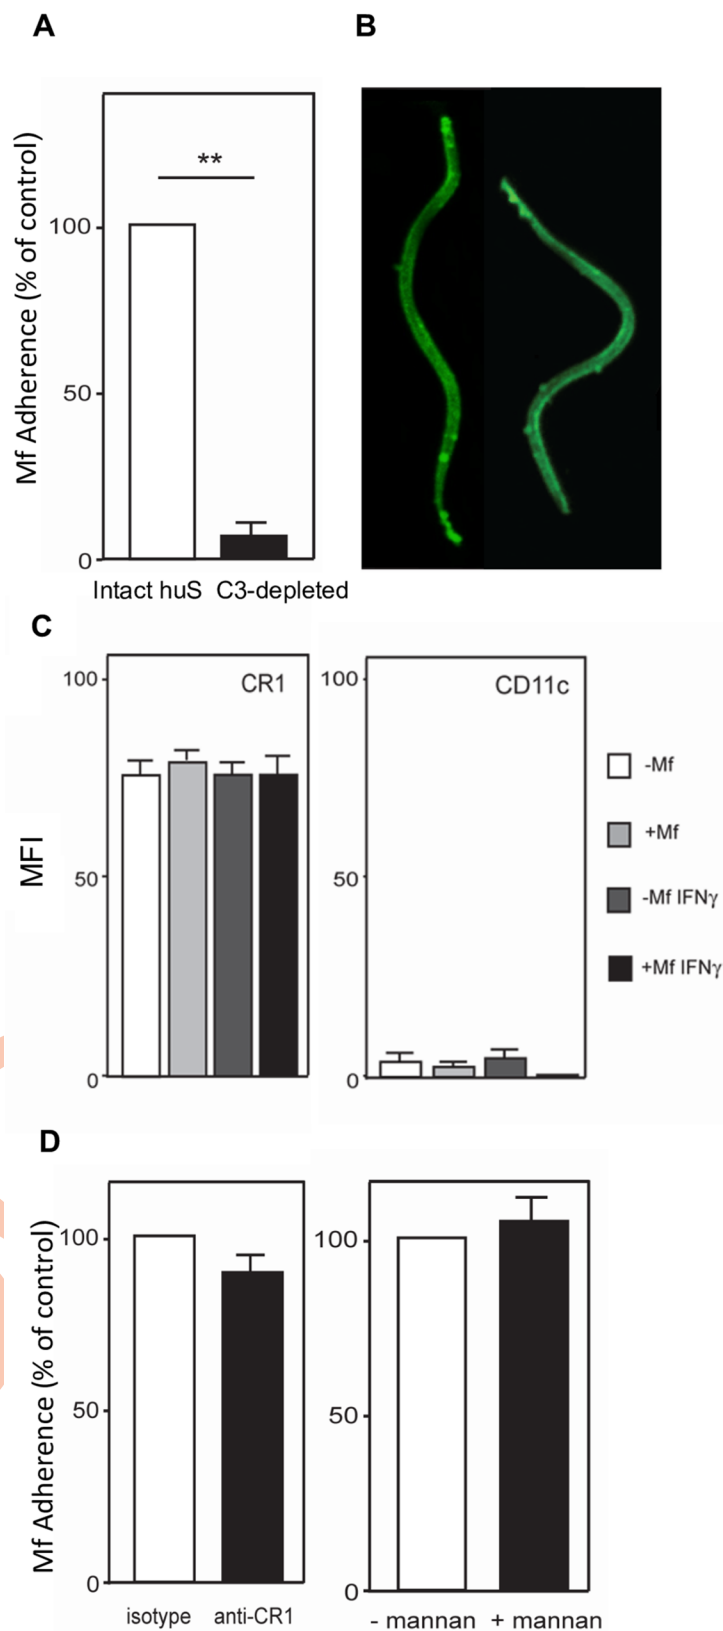 A
B
Mf Adherence (% of control)
**
100
50
0
Intact huS C3-depleted
C
MFI
100
50
0
CR1
100
50
0
CD11c
-Mf
+Mf
-Mf IFNγ
+Mf IFNγ
D
Mf Adherence (% of control)
100
50
0
isotype anti-CR1
100
50
0
- mannan + mannan